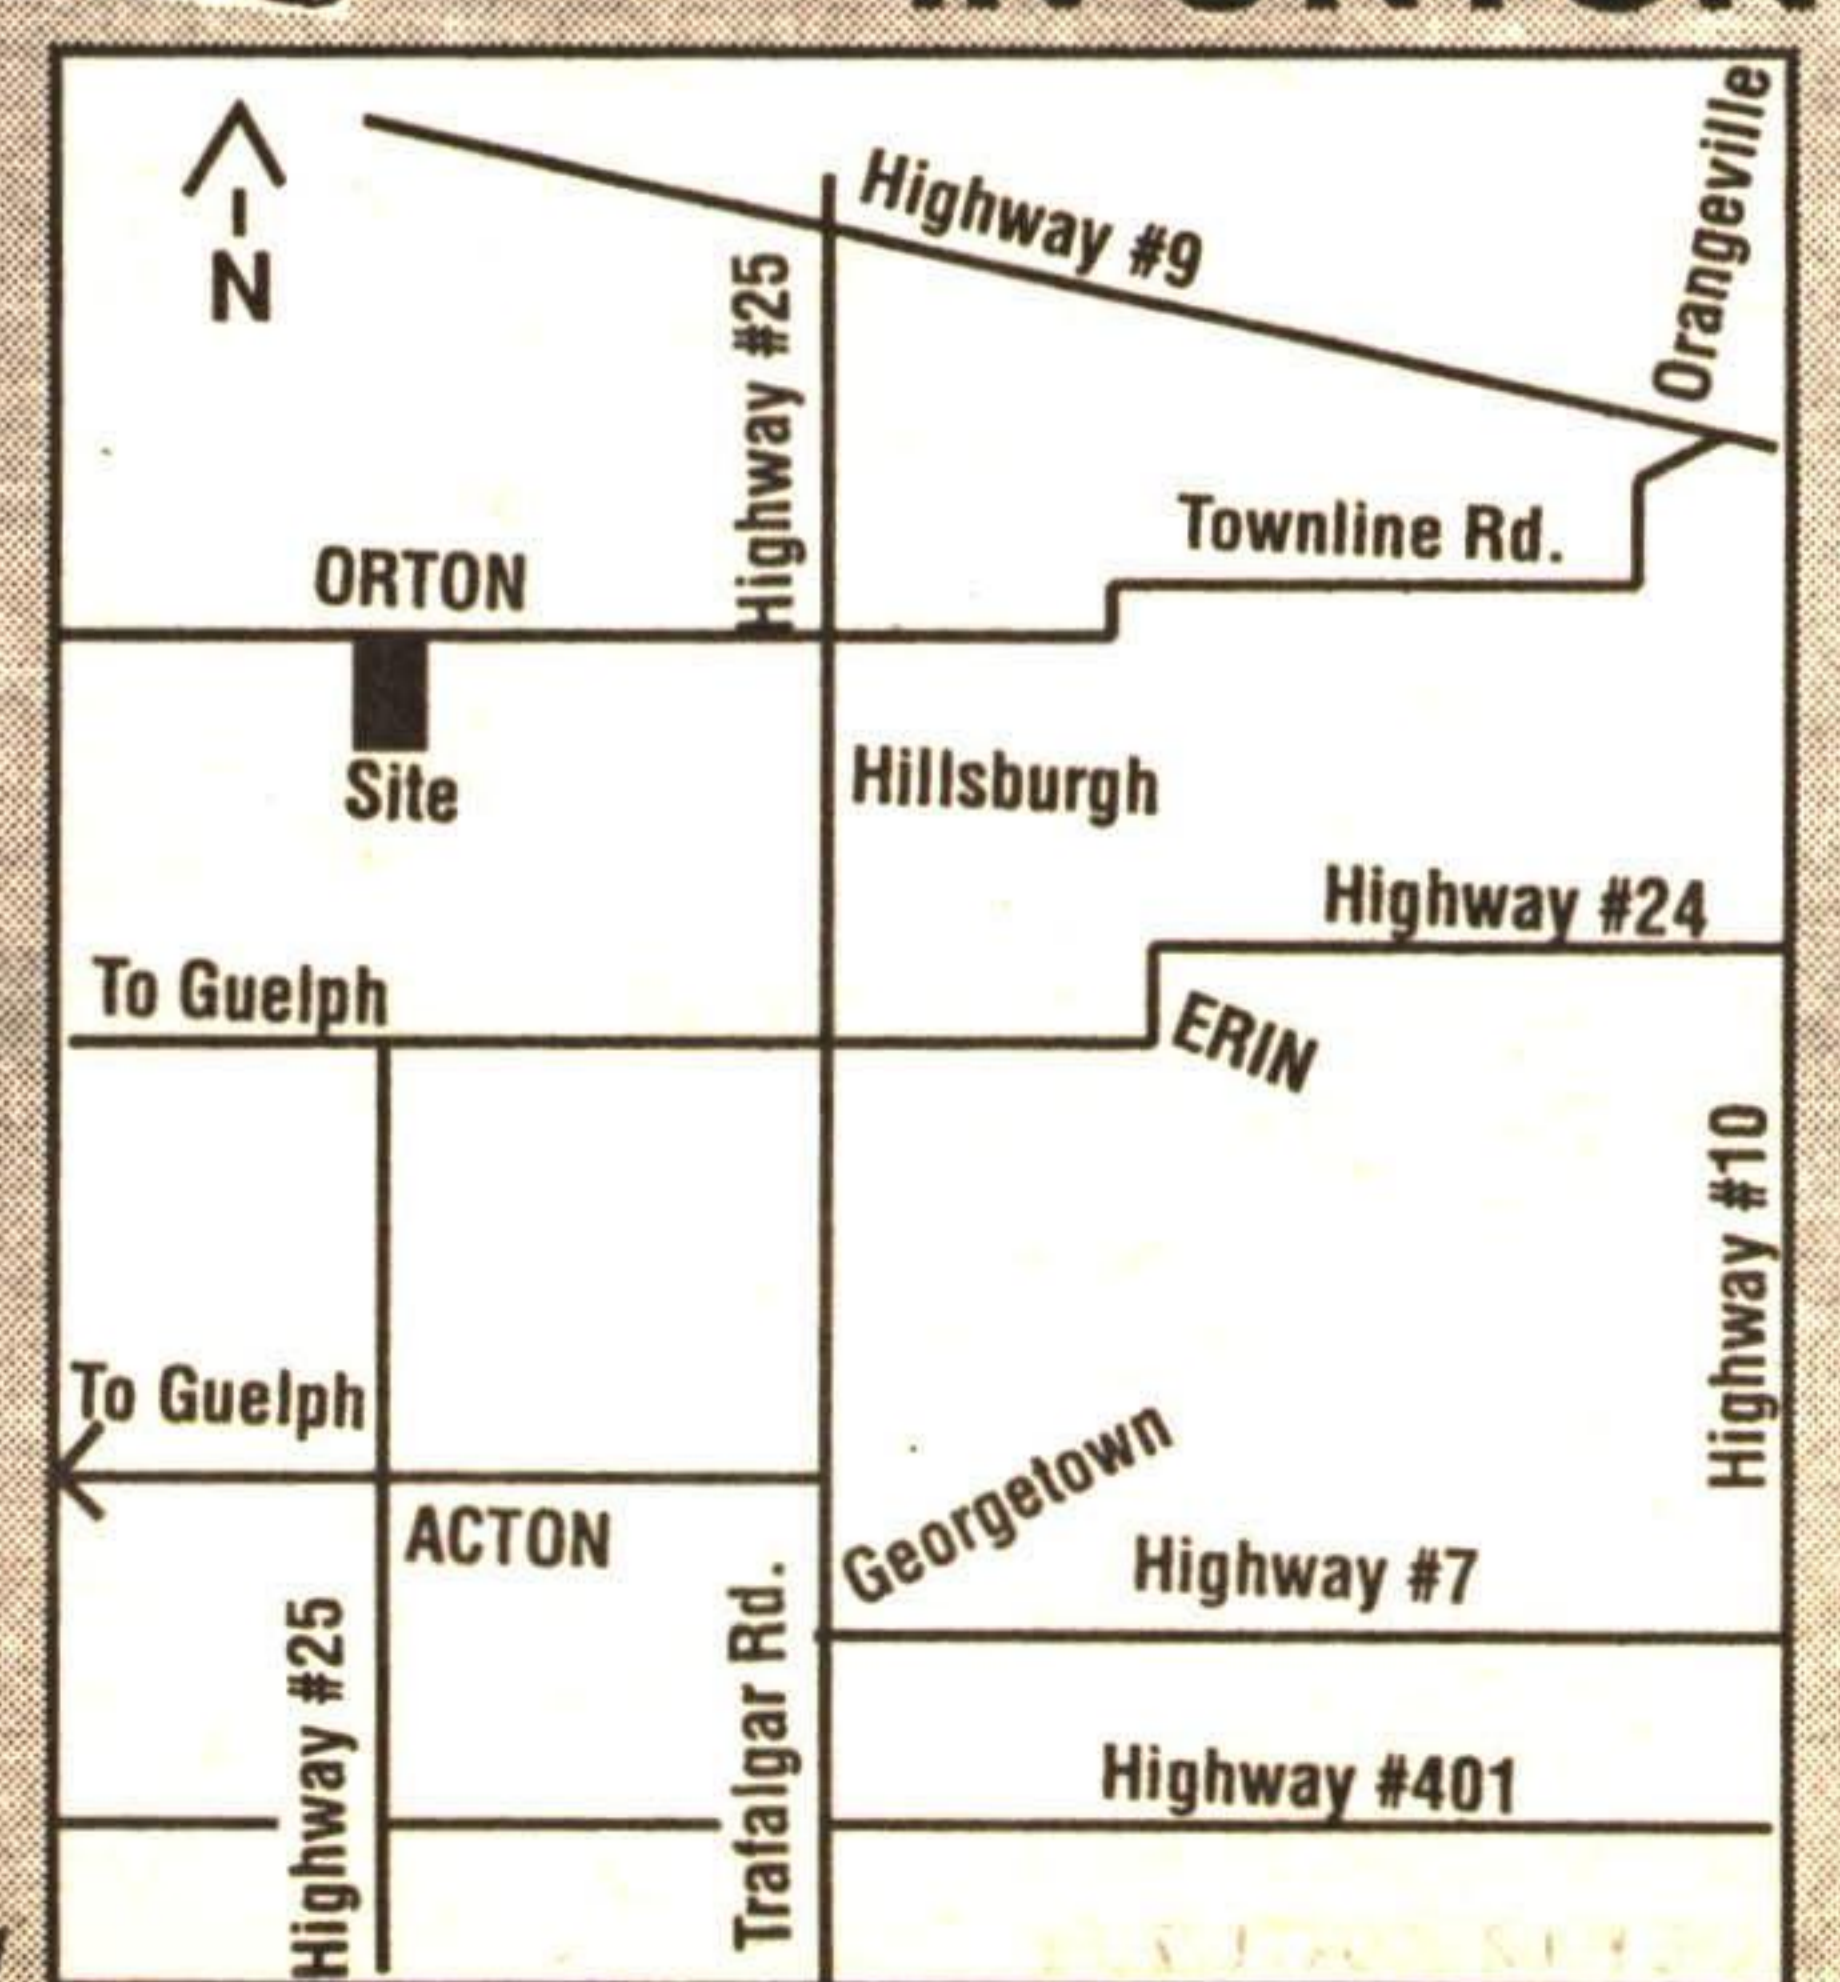 N
Highway #9
Orangeville
Highway #25
Townline Rd.
ORTON
Site
Hillsburgh
Highway #24
To Guelph
ERIN
Highway #10
To Guelph
ACTON
Georgetown
Highway #7
Highway #25
Trafalgar Rd.
Highway #401